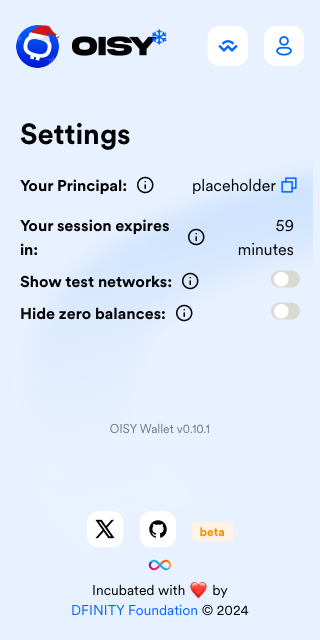 OISY
Settings
Your Principal: placeholder
Your session expires in: 59 minutes
Show test networks:
Hide zero balances:
OISY Wallet v0.10.1
beta
Incubated with ❤️ by
DFINITY Foundation © 2024